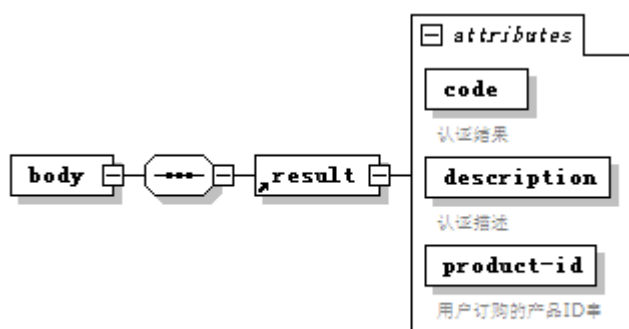 attributes
code
认证结果
body
result
description
认证描述
product-id
用户订购的产品ID串